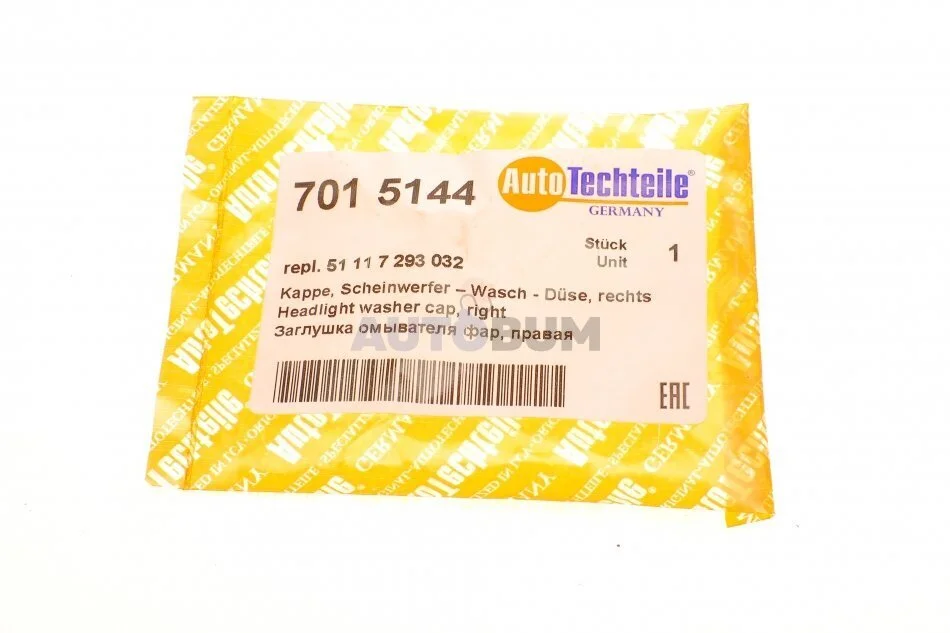 701 5144
AutoTechteile®
GERMANY
Stück
Unit
1
repl. 51 11 7 293 032
Kappe, Scheinwerfer – Wasch - Düse, rechts
Headlight washer cap, right
Заглушка омывателя фар, правая
AUTOBUM
EAC